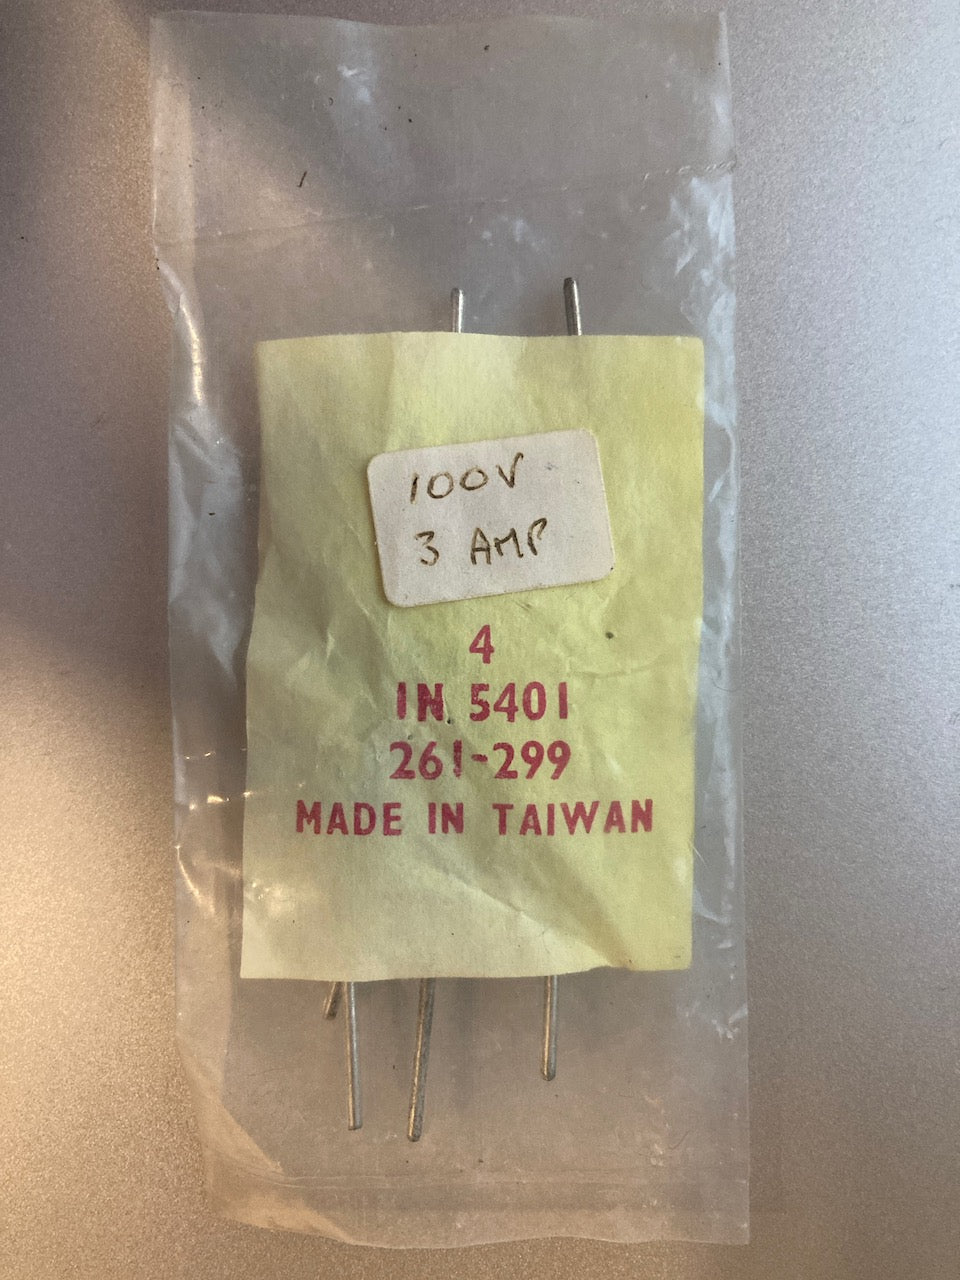 100V
3 AMP
4
1N 5401
261-299
MADE IN TAIWAN